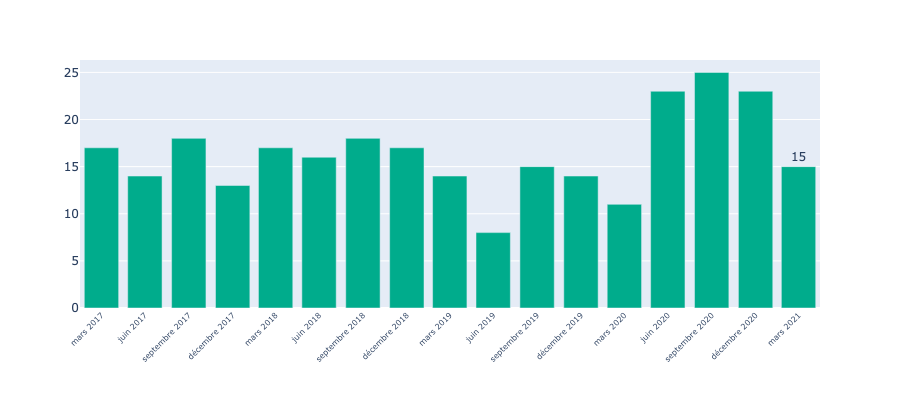 25
20
15
10
5
0
15
mars 2017
juin 2017
septembre 2017
décembre 2017
mars 2018
juin 2018
septembre 2018
décembre 2018
mars 2019
juin 2019
septembre 2019
décembre 2019
mars 2020
juin 2020
septembre 2020
décembre 2020
mars 2021